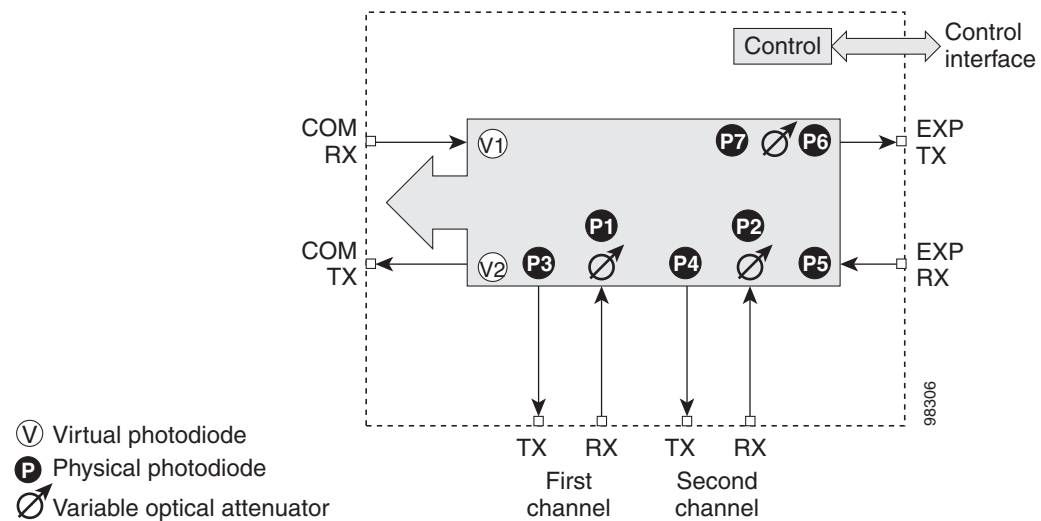 Control
Control
interface
COM
RX
V1
P7
P6
EXP
TX
P1
P2
COM
TX
V2
P3
P4
P5
EXP
RX
98306
TX
RX
TX
RX
First
channel
Second
channel
V Virtual photodiode
P Physical photodiode
Variable optical attenuator